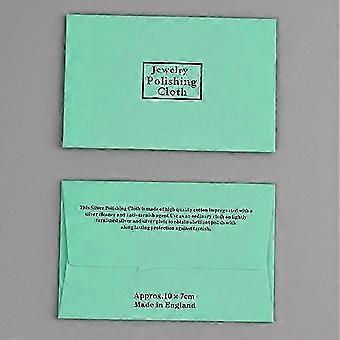 Jewelry
Polishing
Cloth
This Silver Polishing Cloth is made of high quality cotton impregnated with a
silver cleaner and anti-tarnish agent. Use as an ordinary cloth on lightly
tarnished silver and silver plate to obtain a brilliant polish with
a long lasting protection against tarnish.
Approx. 10 x 7cm
Made in England